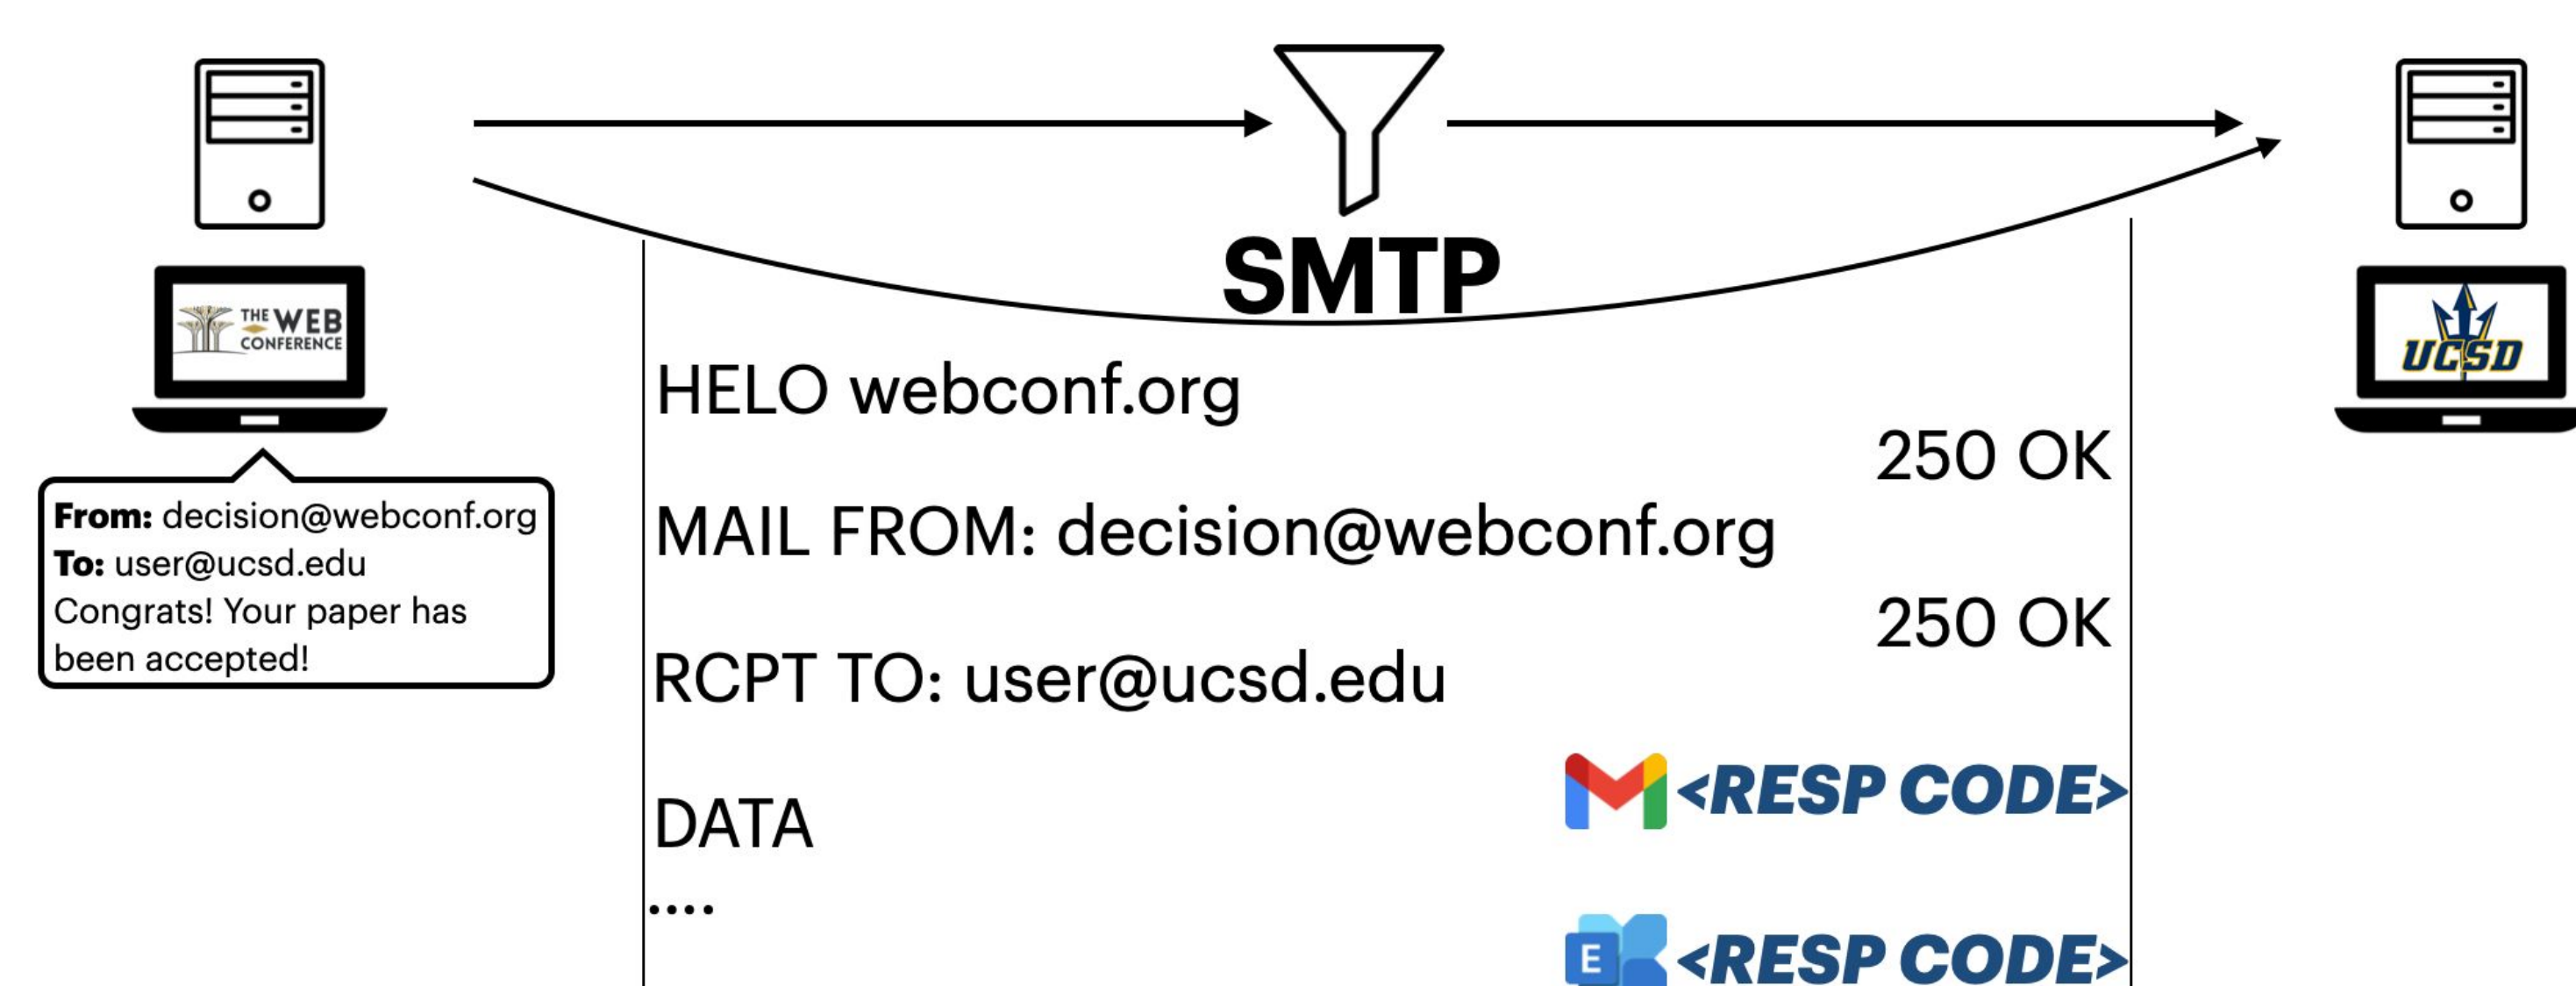 SMTP
THE WEB
CONFERENCE
UCSD
HELO webconf.org
250 OK
From: decision@webconf.org
To: user@ucsd.edu
Congrats! Your paper has
been accepted!
MAIL FROM: decision@webconf.org
250 OK
RCPT TO: user@ucsd.edu
<RESP CODE>
DATA
....
E <RESP CODE>